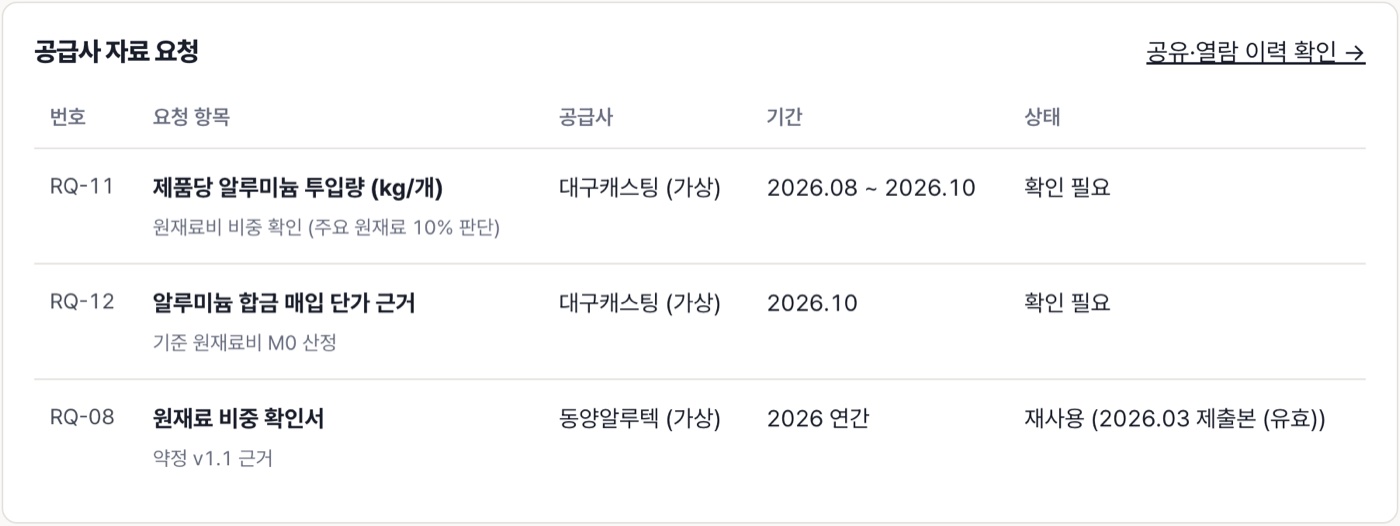 공급사 자료 요청
공유·열람 이력 확인 →
번호 요청 항목 공급사 기간 상태
RQ-11 제품당 알루미늄 투입량 (kg/개) 대구캐스팅 (가상) 2026.08 ~ 2026.10 확인 필요
원재료비 비중 확인 (주요 원재료 10% 판단)
RQ-12 알루미늄 합금 매입 단가 근거 대구캐스팅 (가상) 2026.10 확인 필요
기준 원재료비 M0 산정
RQ-08 원재료 비중 확인서 동양알루텍 (가상) 2026 연간 재사용 (2026.03 제출본 (유효))
약정 v1.1 근거